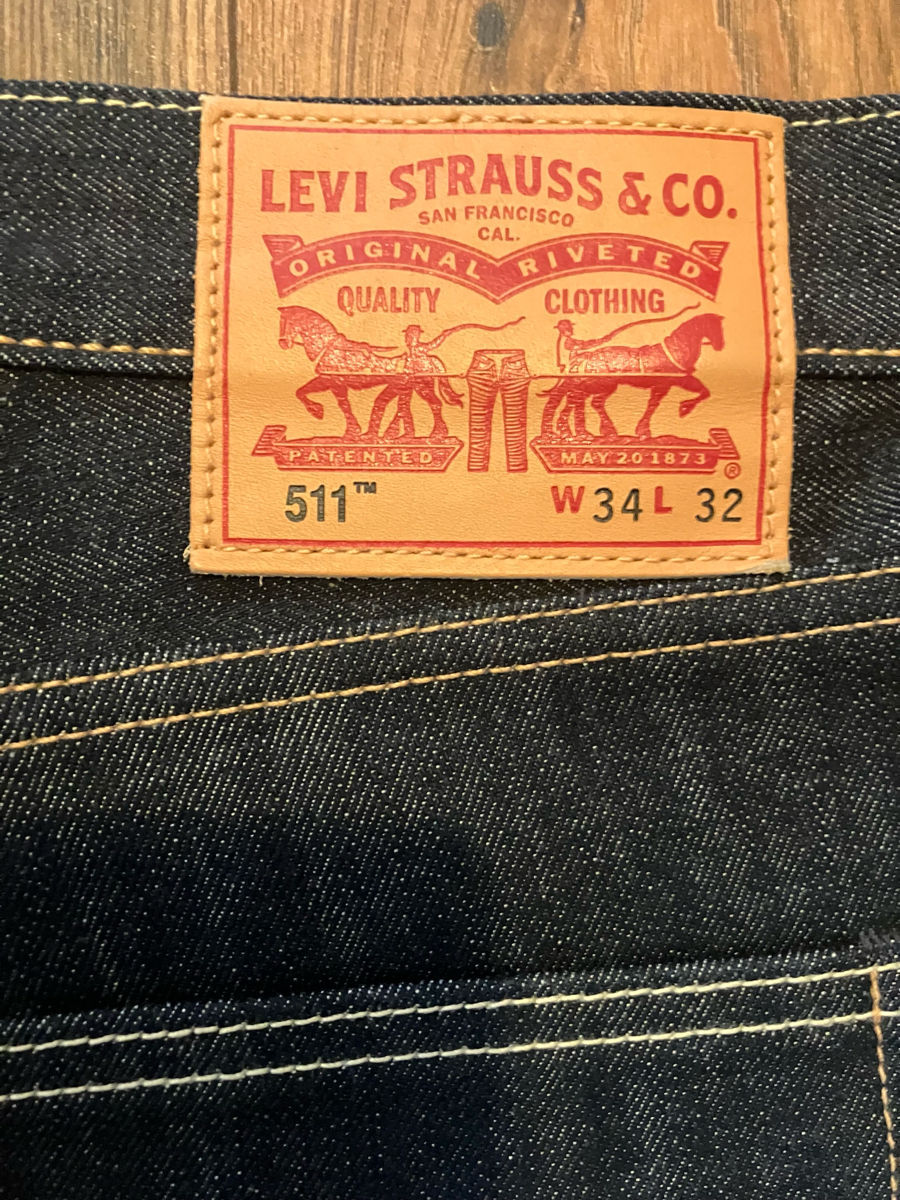 LEVI STRAUSS & CO.
SAN FRANCISCO
CAL.
ORIGINAL RIVETED
QUALITY CLOTHING
PATENTED MAY 20 1873 ®
511™ W 34 L 32